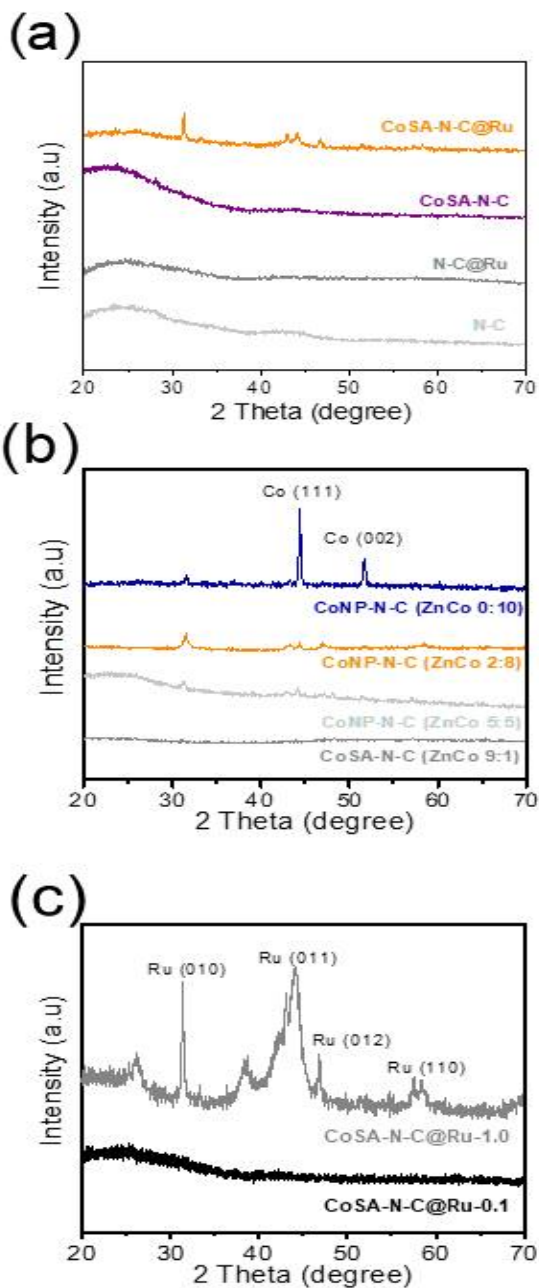 (a)
Intensity (a.u)
CoSA-N-C@Ru
CoSA-N-C
N-C@Ru
N-C
20 30 40 50 60 70
2 Theta (degree)
(b)
Intensity (a.u)
Co (111)
Co (002)
CoNP-N-C (ZnCo 0:10)
CoNP-N-C (ZnCo 2:8)
CoNP-N-C (ZnCo 5:5)
CoSA-N-C (ZnCo 9:1)
20 30 40 50 60 70
2 Theta (degree)
(c)
Intensity (a.u)
Ru (010)
Ru (011)
Ru (012)
Ru (110)
CoSA-N-C@Ru-1.0
CoSA-N-C@Ru-0.1
20 30 40 50 60 70
2 Theta (degree)